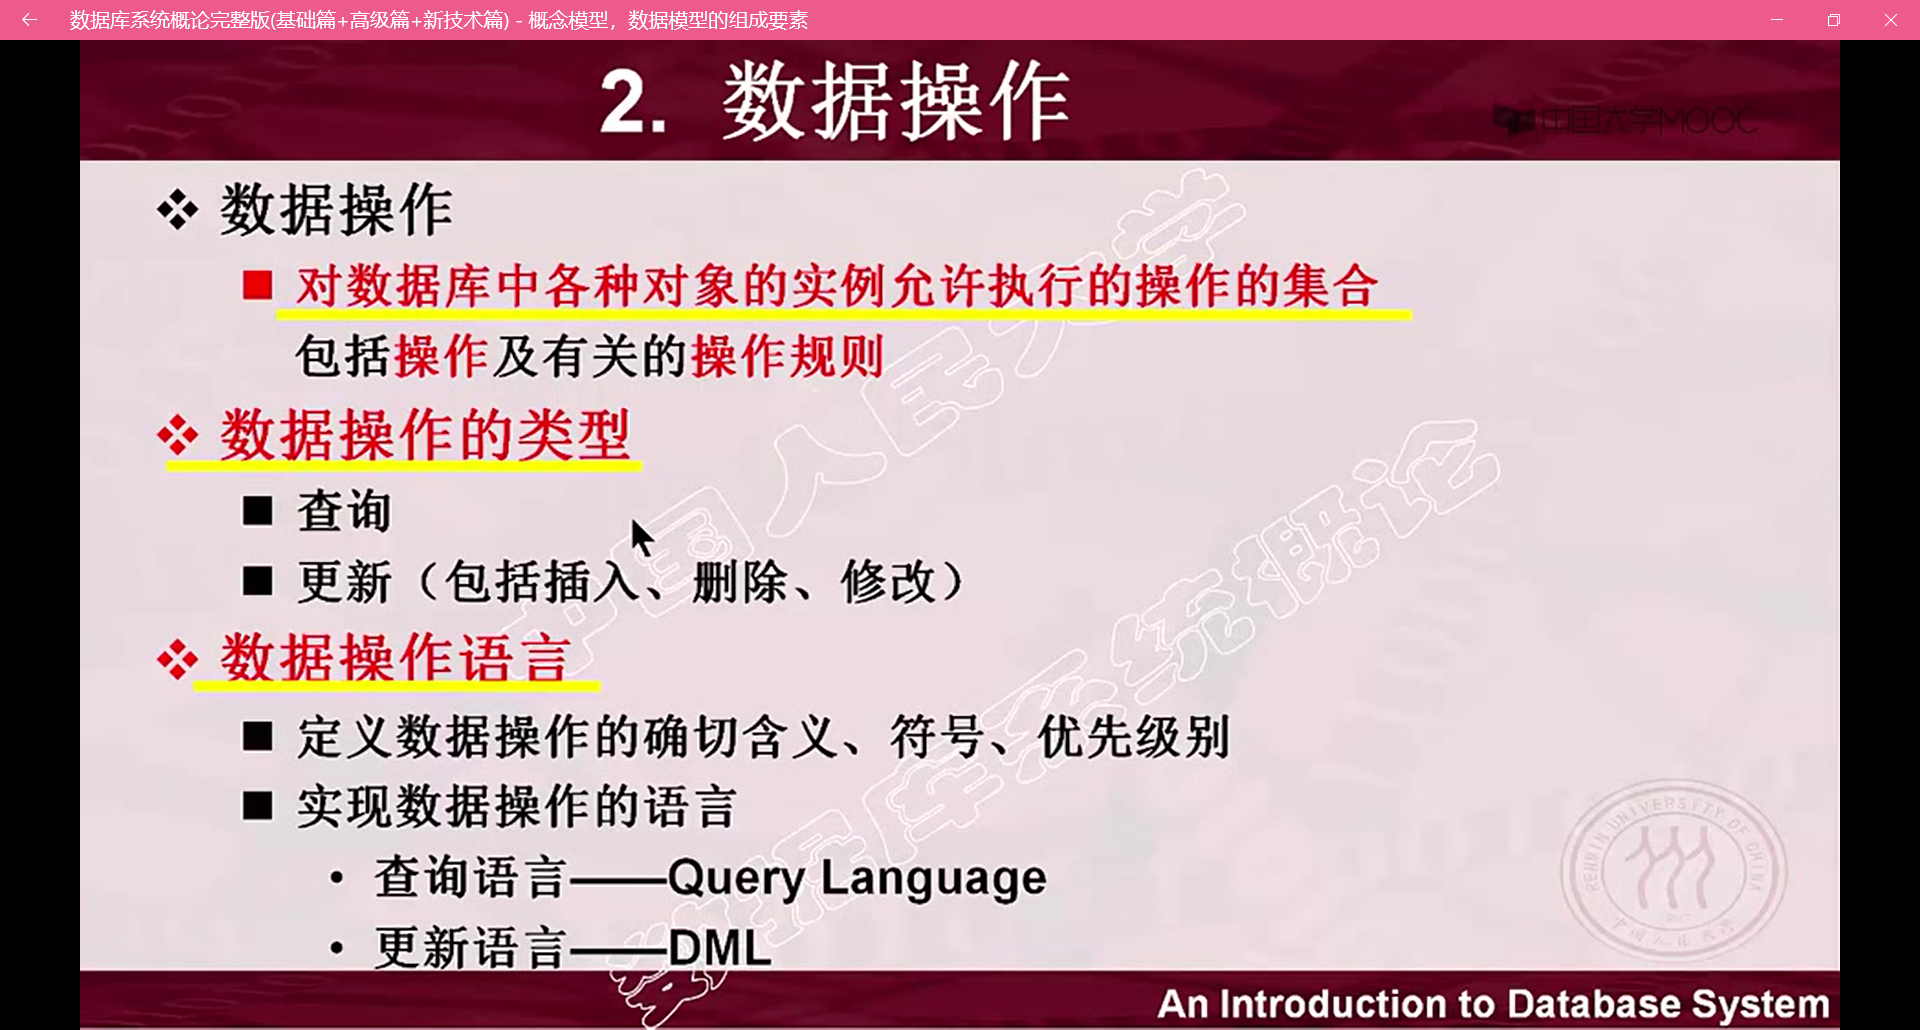 数据库系统概论完整版(基础篇+高级篇+新技术篇) - 概念模型，数据模型的组成要素
2. 数据操作
中国大学MOOC
数据操作
对数据库中各种对象的实例允许执行的操作的集合
包括操作及有关的操作规则
数据操作的类型
查询
更新（包括插入、删除、修改）
数据操作语言
定义数据操作的确切含义、符号、优先级别
实现数据操作的语言
• 查询语言——Query Language
• 更新语言——DML
中国人民大学
数据库系统概论
RENMIN UNIVERSITY OF CHINA
中国人民大学
An Introduction to Database System